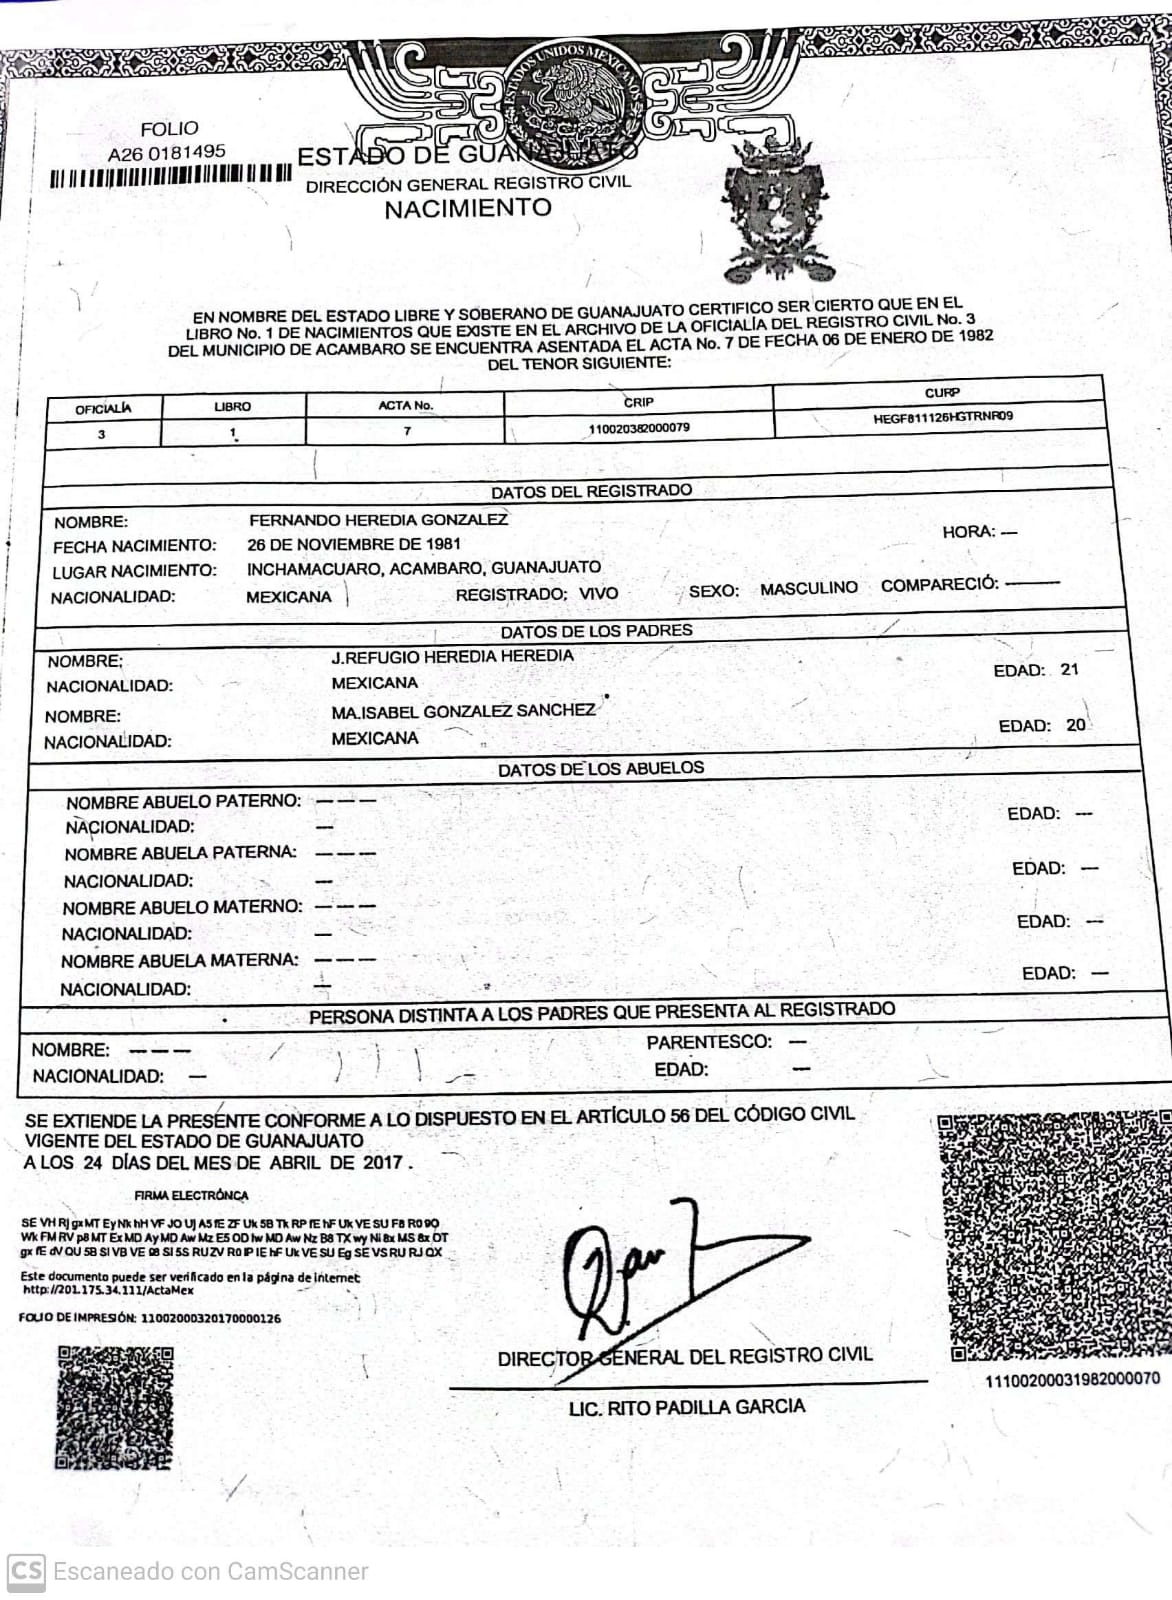 ESTADOS UNIDOS MEXICANOS
FOLIO
A26 0181495
ESTADO DE GUANAJUATO
DIRECCIÓN GENERAL REGISTRO CIVIL
NACIMIENTO
EN NOMBRE DEL ESTADO LIBRE Y SOBERANO DE GUANAJUATO CERTIFICO SER CIERTO QUE EN EL
LIBRO No. 1 DE NACIMIENTOS QUE EXISTE EN EL ARCHIVO DE LA OFICIALÍA DEL REGISTRO CIVIL No. 3
DEL MUNICIPIO DE ACAMBARO SE ENCUENTRA ASENTADA EL ACTA No. 7 DE FECHA 06 DE ENERO DE 1982
DEL TENOR SIGUIENTE:
OFICIALÍA LIBRO ACTA No. CRIP CURP
3 1 7 110020382000079 HEGF811126HGTRNR09
DATOS DEL REGISTRADO
NOMBRE: FERNANDO HEREDIA GONZALEZ
FECHA NACIMIENTO: 26 DE NOVIEMBRE DE 1981 HORA: ---
LUGAR NACIMIENTO: INCHAMACUARO, ACAMBARO, GUANAJUATO
NACIONALIDAD: MEXICANA REGISTRADO: VIVO SEXO: MASCULINO COMPARECIÓ: ---------
DATOS DE LOS PADRES
NOMBRE: J.REFUGIO HEREDIA HEREDIA
NACIONALIDAD: MEXICANA EDAD: 21
NOMBRE: MA.ISABEL GONZALEZ SANCHEZ
NACIONALIDAD: MEXICANA EDAD: 20
DATOS DE LOS ABUELOS
NOMBRE ABUELO PATERNO: --- --- ---
NACIONALIDAD: --- EDAD: ---
NOMBRE ABUELA PATERNA: --- --- ---
NACIONALIDAD: --- EDAD: ---
NOMBRE ABUELO MATERNO: --- --- ---
NACIONALIDAD: --- EDAD: ---
NOMBRE ABUELA MATERNA: --- --- ---
NACIONALIDAD: --- EDAD: ---
PERSONA DISTINTA A LOS PADRES QUE PRESENTA AL REGISTRADO
NOMBRE: --- --- --- PARENTESCO: ---
NACIONALIDAD: --- EDAD: ---
SE EXTIENDE LA PRESENTE CONFORME A LO DISPUESTO EN EL ARTÍCULO 56 DEL CÓDIGO CIVIL
VIGENTE DEL ESTADO DE GUANAJUATO
A LOS 24 DÍAS DEL MES DE ABRIL DE 2017 .
FIRMA ELECTRÓNCA
SE VH RJ gx MT Ey Nk hH VF JO UJ A5 fE ZF Uk 5B Tk RP fE hF Uk VE SU F8 R0 9Q
Wk FM RV p8 MT Ex MD Ay MD Aw Mz E5 OD Iw MD Aw Nz B8 TX wy Ni 8x MS 8x OT
gx fE dV QU 5B SI VB VE 98 SI 5S RU ZV R0 lP IE hF Uk VE SU Eg SE VS RU RJ QX
Este documento puede ser verificado en la página de internet
http://201.175.34.111/ActaMex
FOLIO DE IMPRESIÓN: 11002000320170000126
DIRECTOR GENERAL DEL REGISTRO CIVIL
LIC. RITO PADILLA GARCIA
11100200031982000070
CS Escaneado con CamScanner